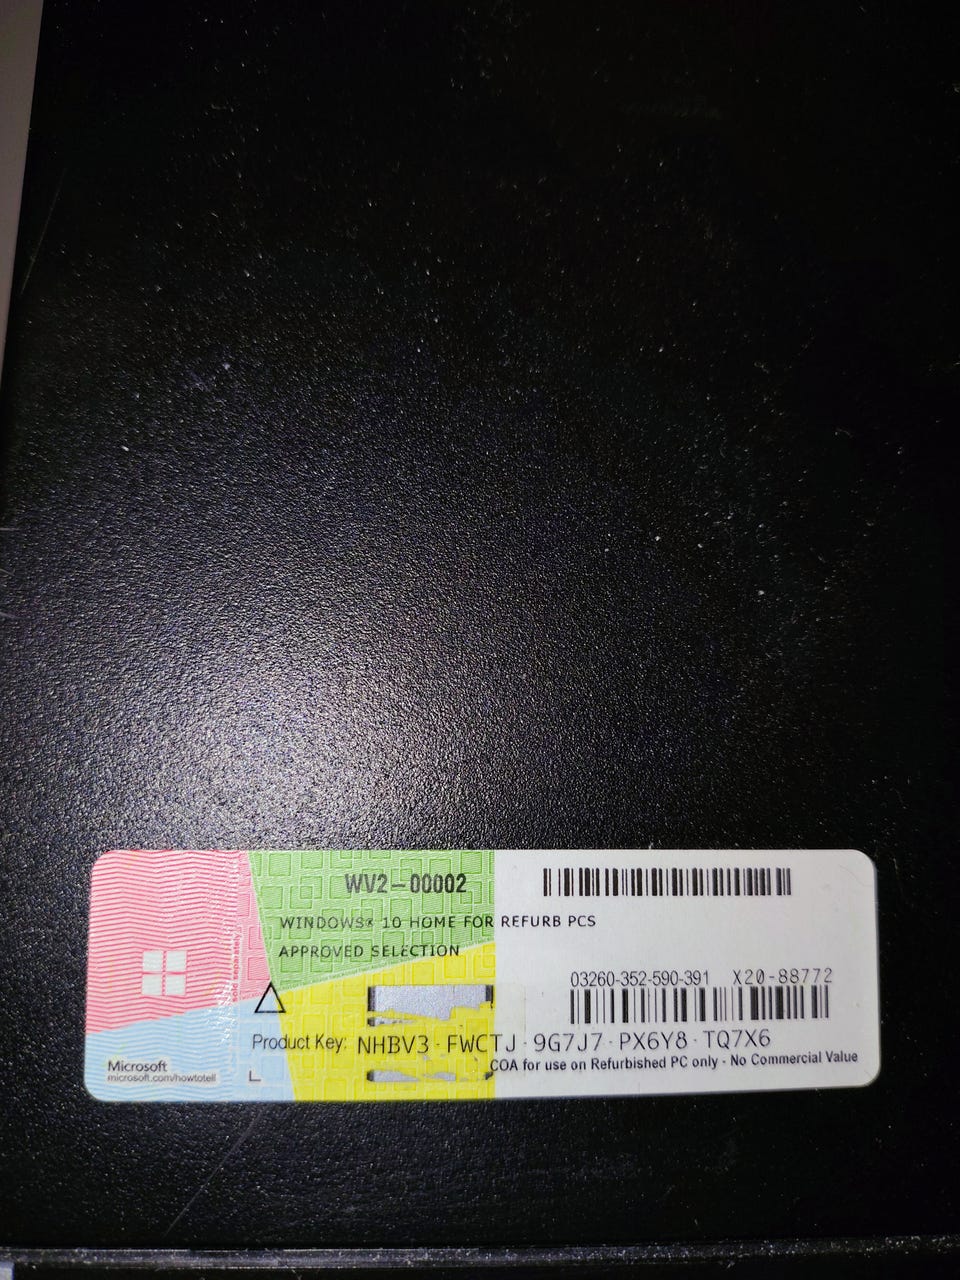 WV2-00002
WINDOWS® 10 HOME FOR REFURB PCS
APPROVED SELECTION
03260-352-590-391 X20-88772
Product Key: NHBV3-FWCTJ-9G7J7-PX6Y8-TQ7X6
COA for use on Refurbished PC only - No Commercial Value
Microsoft
microsoft.com/howtotell
separately.